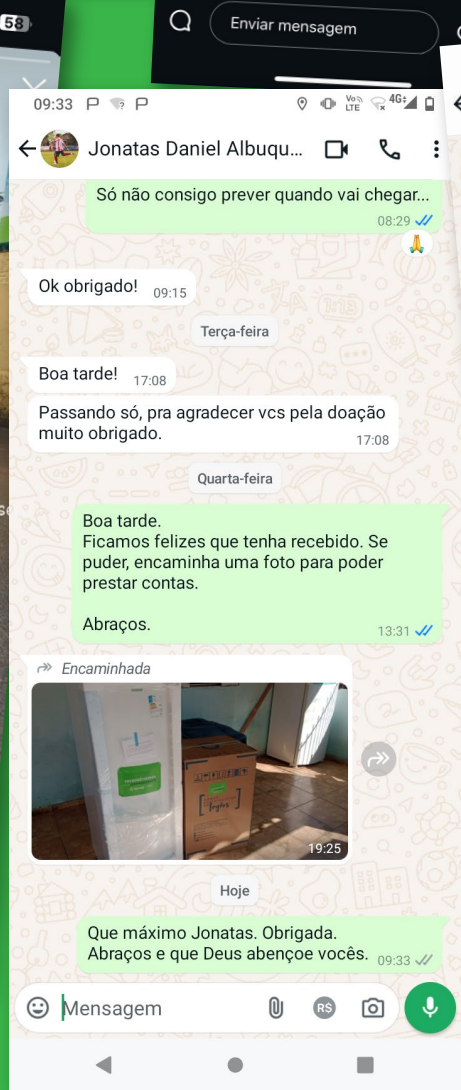 58
Enviar mensagem
09:33
Vo))
LTE
4G
Jonatas Daniel Albuqu...
Só não consigo prever quando vai chegar...
08:29
🙏
Ok obrigado! 09:15
Terça-feira
Boa tarde! 17:08
Passando só, pra agradecer vcs pela doação
muito obrigado.
17:08
Quarta-feira
Boa tarde.
Ficamos felizes que tenha recebido. Se
puder, encaminha uma foto para poder
prestar contas.
Abraços.
13:31
Encaminhada
19:25
Hoje
Que máximo Jonatas. Obrigada.
Abraços e que Deus abençoe vocês. 09:33
Mensagem
R$